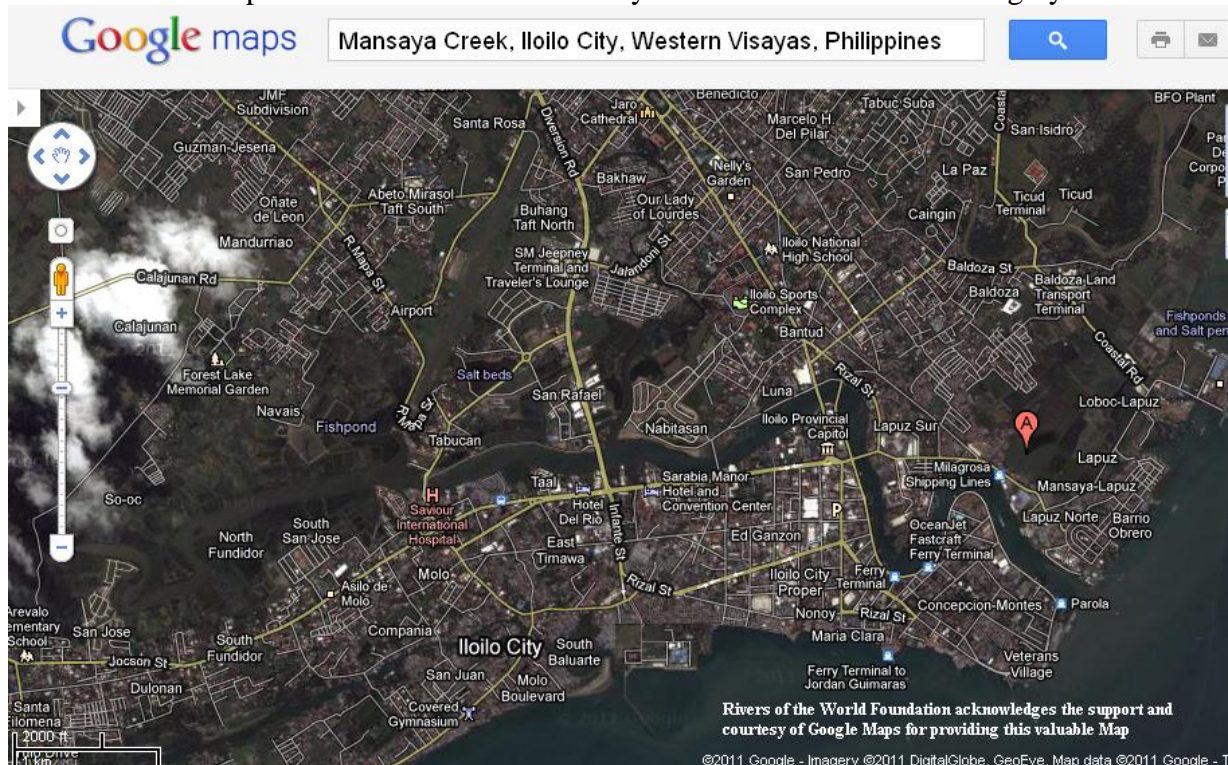 Google maps
Mansaya Creek, Iloilo City, Western Visayas, Philippines
JMF
Subdivision
Santa Rosa
Diversion Rd
Jaro
Cathedral
Benedicto
Marcelo H.
Del Pilar
Tabuc Suba
Coasta
San Isidro
BFO Plant
Guzman-Jesena
Nelly's
Garden
San Pedro
La Paz
Corpo
Oñate
de Leon
Abeto Mirasol
Taft South
Bakhaw
Our Lady
of Lourdes
Ticud
Terminal
Ticud
Buhang
Taft North
Caingin
Mandurriao
R Mapa St
SM Jeepney
Terminal and
Traveler's Lounge
Jalandoni St
Iloilo National
High School
Baldoza St
Calajunan Rd
Baldoza
Baldoza Land
Transport
Terminal
Airport
Iloilo Sports
Complex
Fishponds
and Salt pen
Calajunan
Bantud
Coastal Rd
Forest Lake
Memorial Garden
Salt beds
San Rafael
Luna
Rizal St
Loboc-Lapuz
Navais
Fishpond
Tabucan
Nabitasan
Iloilo Provincial
Capitol
Lapuz Sur
A
Lapuz
So-oc
H
Saviour
International
Hospital
Taal
Hotel
Del Rio
Sarabia Manor
Hotel and
Convention Center
Milagrosa
Shipping Lines
Mansaya-Lapuz
P
North
Fundidor
South
San Jose
Infante St
Ed Ganzon
OceanJet
Fastcraft
Ferry Terminal
Lapuz Norte
Barrio
Obrero
East
Timawa
Molo
Asilo de
Molo
Rizal St
Iloilo City
Proper
Ferry
Terminal
Concepcion-Montes
Parola
Arevalo
ementary
School
San Jose
South
Fundidor
Compania
Nonoy
Rizal St
Maria Clara
Iloilo City
South
Baluarte
Jocson St
San Juan
Molo
Boulevard
Ferry Terminal to
Jordan Guimaras
Veterans
Village
Dulonan
Santa
ilomena
Covered
Gymnasium
Rivers of the World Foundation acknowledges the support and
courtesy of Google Maps for providing this valuable Map
2000 ft
1 km
©2011 Google - Imagery ©2011 DigitalGlobe, GeoEye, Map data ©2011 Google -